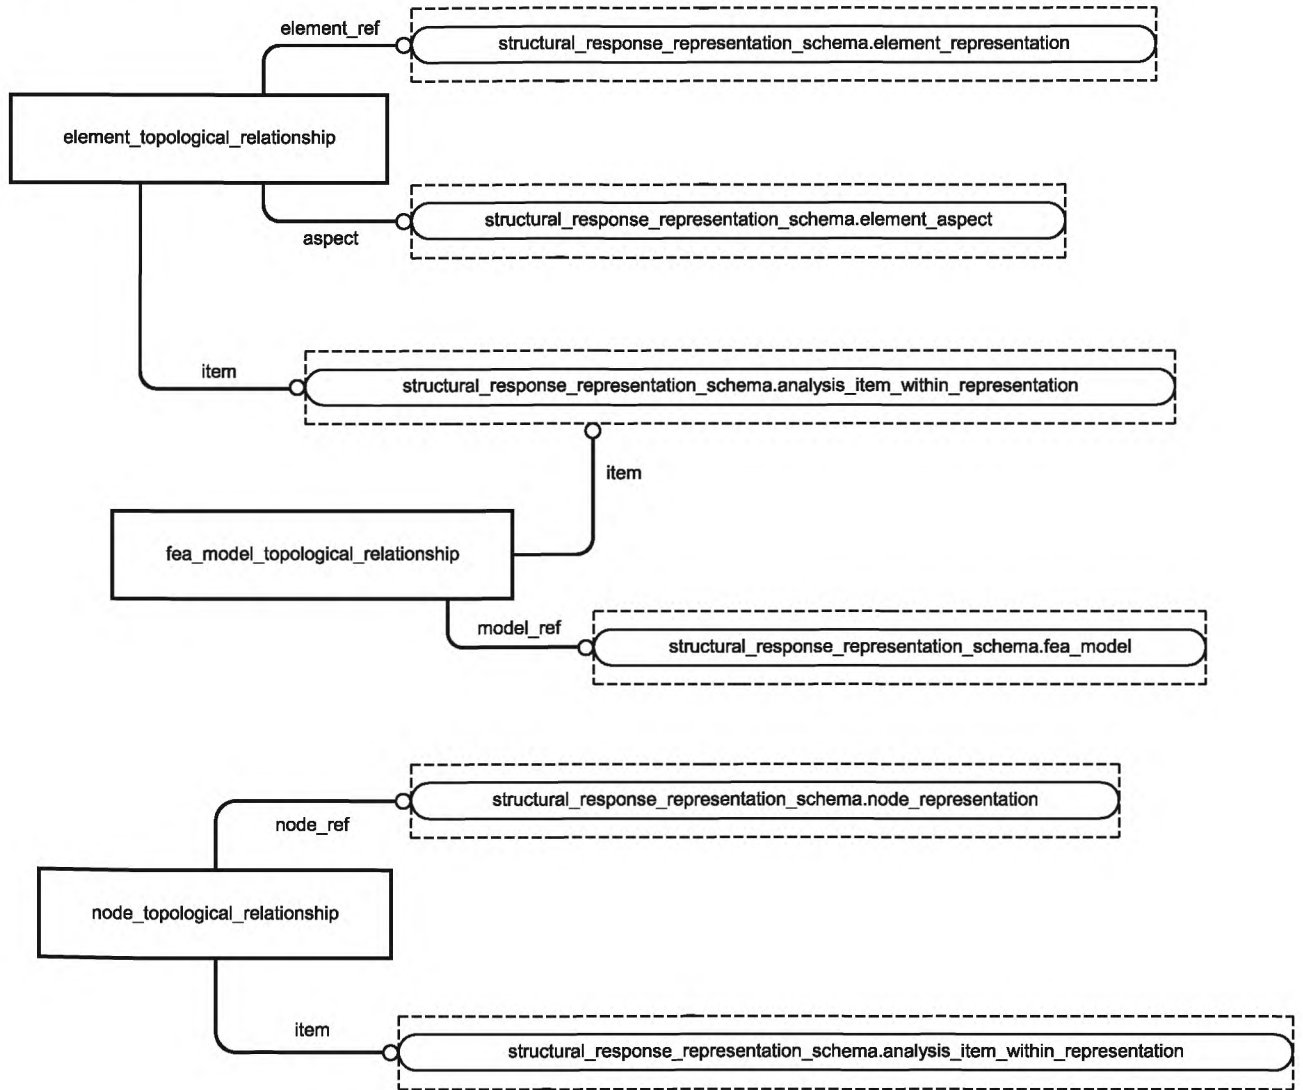 element_ref
structural_response_representation_schema.element_representation
element_topological_relationship
structural_response_representation_schema.element_aspect
aspect
item
structural_response_representation_schema.analysis_item_within_representation
item
fea_model_topological_relationship
model_ref
structural_response_representation_schema.fea_model
structural_response_representation_schema.node_representation
node_ref
node_topological_relationship
item
structural_response_representation_schema.analysis_item_within_representation